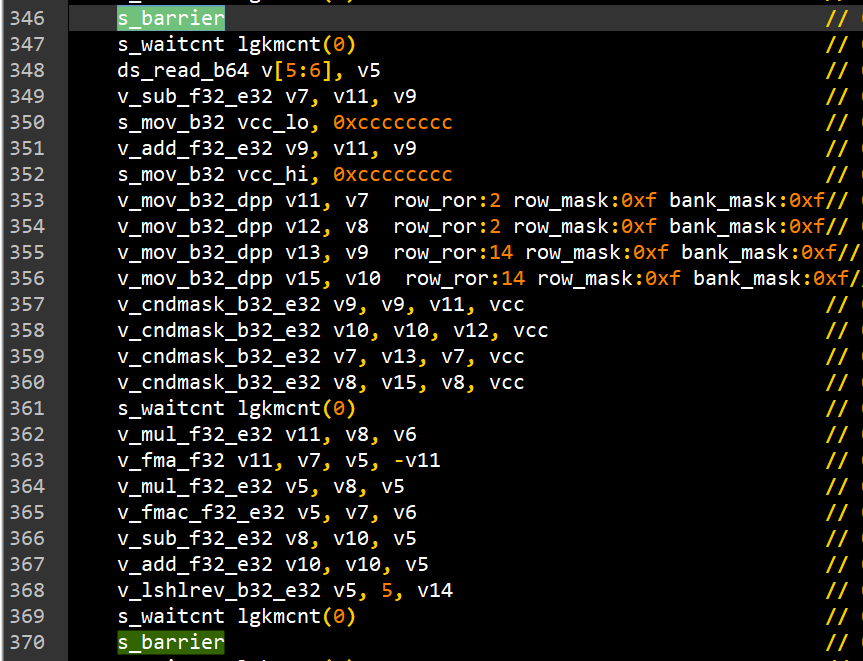 346 s_barrier //
347 s_waitcnt lgkmcnt(0) //
348 ds_read_b64 v[5:6], v5 //
349 v_sub_f32_e32 v7, v11, v9 //
350 s_mov_b32 vcc_lo, 0xcccccccc //
351 v_add_f32_e32 v9, v11, v9 //
352 s_mov_b32 vcc_hi, 0xcccccccc //
353 v_mov_b32_dpp v11, v7  row_ror:2 row_mask:0xf bank_mask:0xf//
354 v_mov_b32_dpp v12, v8  row_ror:2 row_mask:0xf bank_mask:0xf//
355 v_mov_b32_dpp v13, v9  row_ror:14 row_mask:0xf bank_mask:0xf//
356 v_mov_b32_dpp v15, v10  row_ror:14 row_mask:0xf bank_mask:0xf/
357 v_cndmask_b32_e32 v9, v9, v11, vcc //
358 v_cndmask_b32_e32 v10, v10, v12, vcc //
359 v_cndmask_b32_e32 v7, v13, v7, vcc //
360 v_cndmask_b32_e32 v8, v15, v8, vcc //
361 s_waitcnt lgkmcnt(0) //
362 v_mul_f32_e32 v11, v8, v6 //
363 v_fma_f32 v11, v7, v5, -v11 //
364 v_mul_f32_e32 v5, v8, v5 //
365 v_fmac_f32_e32 v5, v7, v6 //
366 v_sub_f32_e32 v8, v10, v5 //
367 v_add_f32_e32 v10, v10, v5 //
368 v_lshlrev_b32_e32 v5, 5, v14 //
369 s_waitcnt lgkmcnt(0) //
370 s_barrier //